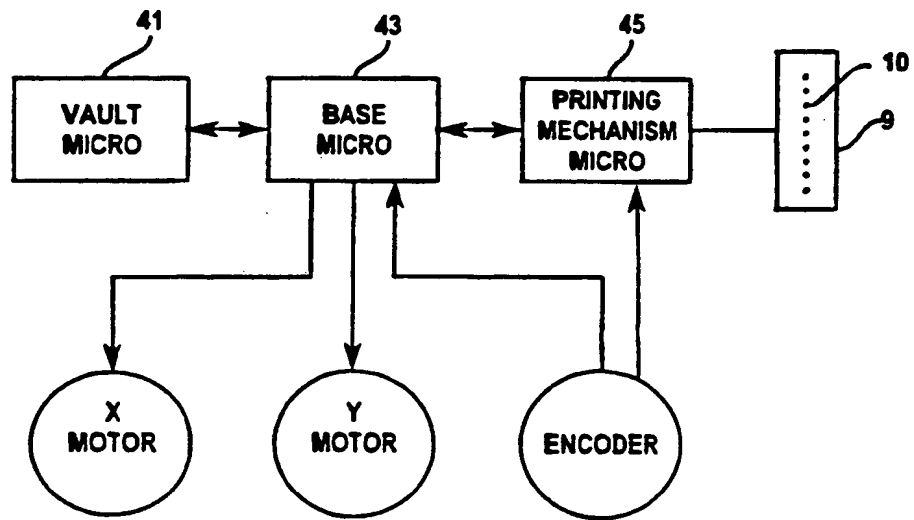 41
43
45
10
9
VAULT
MICRO
BASE
MICRO
PRINTING
MECHANISM
MICRO
X
MOTOR
Y
MOTOR
ENCODER